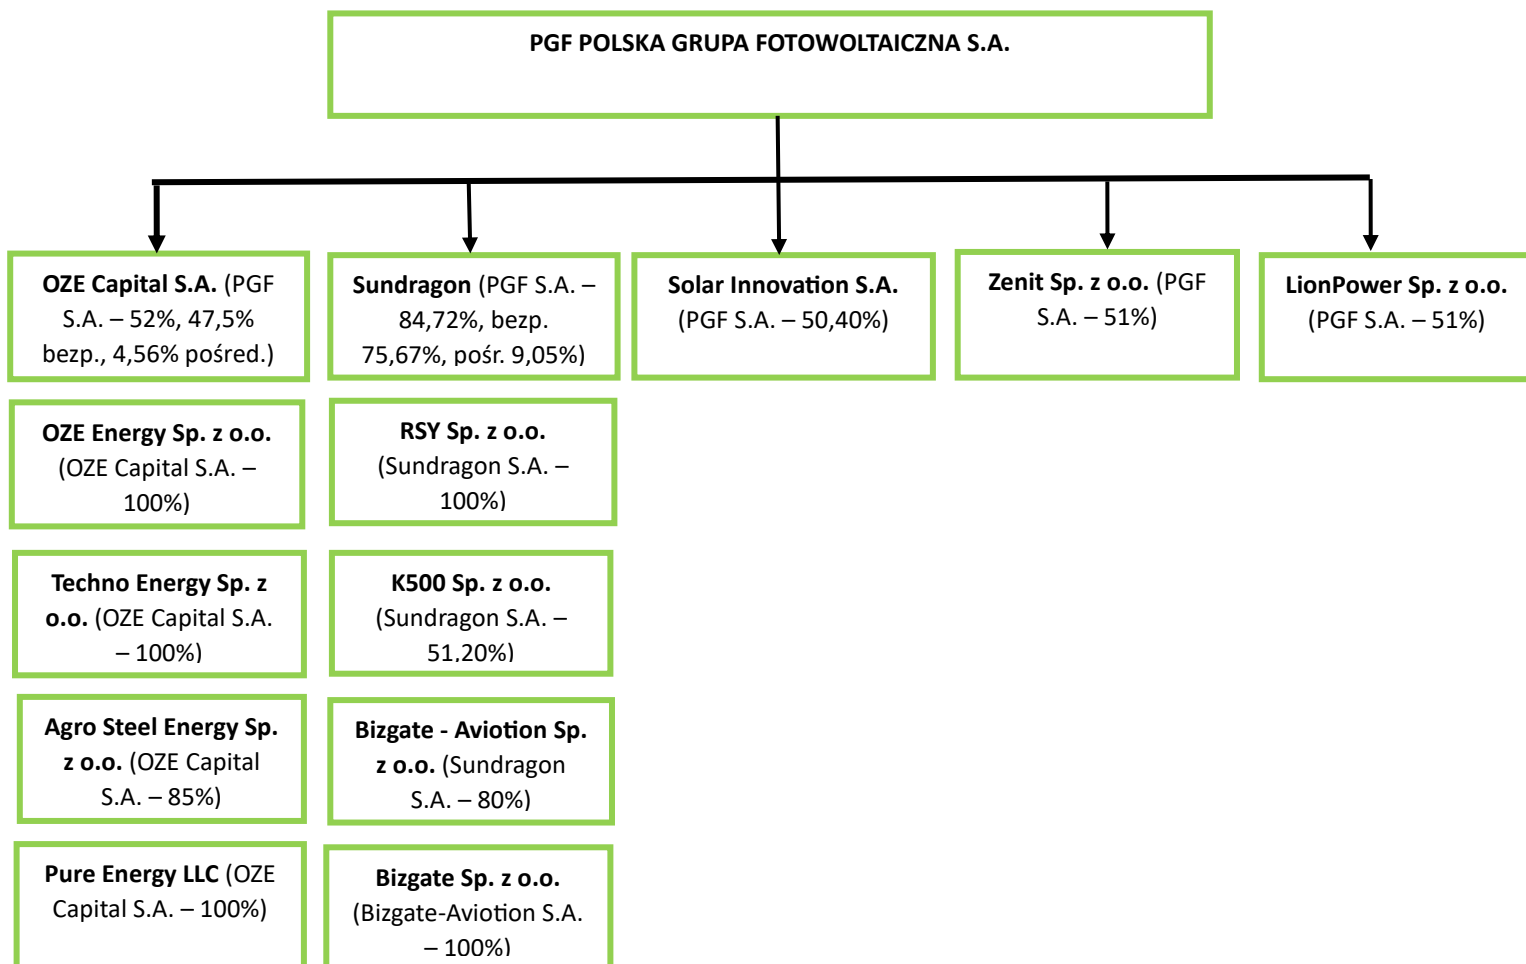 PGF POLSKA GRUPA FOTOWOLTAICZNA S.A.
OZE Capital S.A. (PGF
S.A. – 52%, 47,5%
bezp., 4,56% pośred.)
Sundragon (PGF S.A. –
84,72%, bezp.
75,67%, pośr. 9,05%)
Solar Innovation S.A.
(PGF S.A. – 50,40%)
Zenit Sp. z o.o. (PGF
S.A. – 51%)
LionPower Sp. z o.o.
(PGF S.A. – 51%)
OZE Energy Sp. z o.o.
(OZE Capital S.A. –
100%)
RSY Sp. z o.o.
(Sundragon S.A. –
100%)
Techno Energy Sp. z
o.o. (OZE Capital S.A.
– 100%)
K500 Sp. z o.o.
(Sundragon S.A. –
51,20%)
Agro Steel Energy Sp.
z o.o. (OZE Capital
S.A. – 85%)
Bizgate - Aviotion Sp.
z o.o. (Sundragon
S.A. – 80%)
Pure Energy LLC (OZE
Capital S.A. – 100%)
Bizgate Sp. z o.o.
(Bizgate-Aviotion S.A.
– 100%)